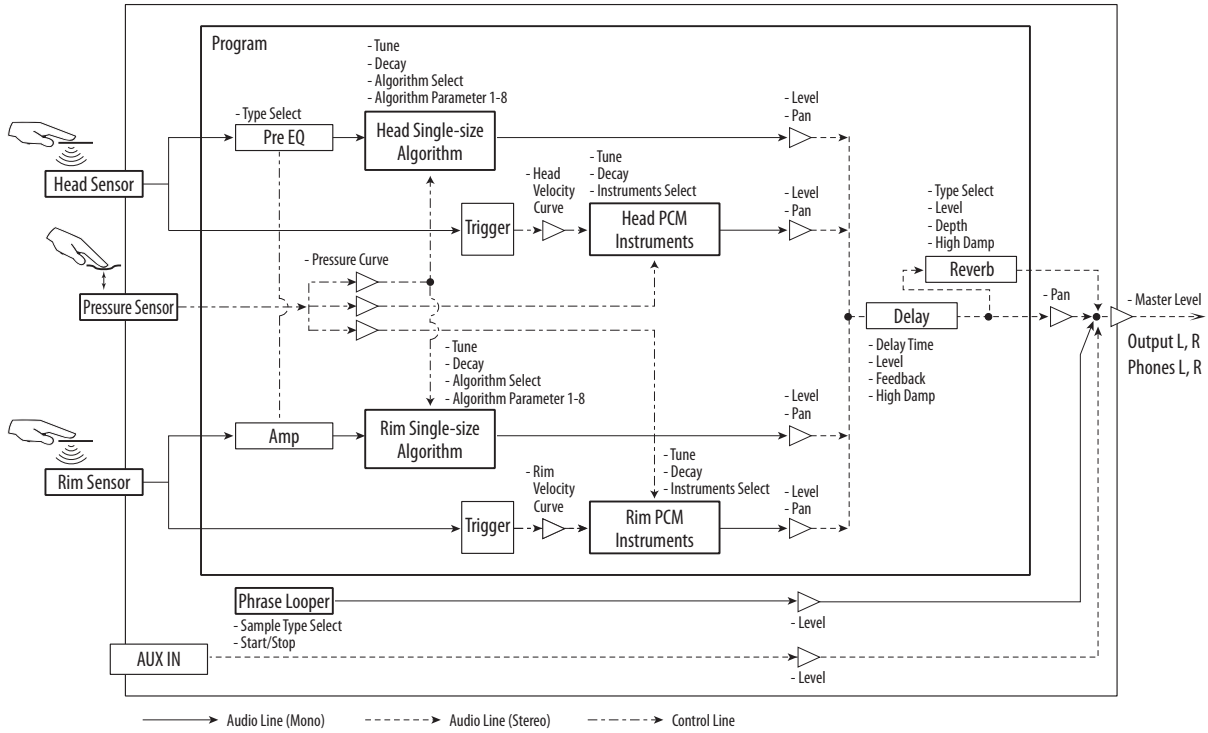 Program
- Tune
- Decay
- Algorithm Select
- Algorithm Parameter 1-8
- Type Select
Pre EQ
Head Single-size
Algorithm
- Level
- Pan
Head Sensor
- Head
Velocity
Curve
- Tune
- Decay
- Instruments Select
Trigger
Head PCM
Instruments
- Level
- Pan
- Type Select
- Level
- Depth
- High Damp
Reverb
- Pressure Curve
Pressure Sensor
Delay
- Delay Time
- Level
- Feedback
- High Damp
- Pan
- Master Level
Output L, R
Phones L, R
- Tune
- Decay
- Algorithm Select
- Algorithm Parameter 1-8
Amp
Rim Single-size
Algorithm
- Level
- Pan
Rim Sensor
- Rim
Velocity
Curve
- Tune
- Decay
- Instruments Select
Trigger
Rim PCM
Instruments
- Level
- Pan
Phrase Looper
- Sample Type Select
- Start/Stop
- Level
AUX IN
- Level
Audio Line (Mono)
Audio Line (Stereo)
Control Line